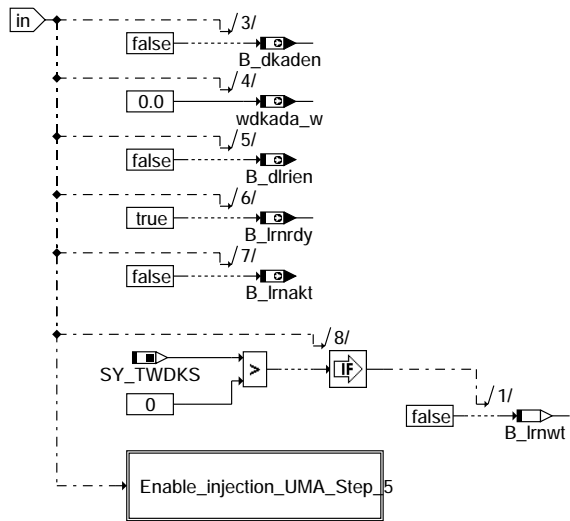 in
/3/
false
B_dkaden
/4/
0.0
wdkada_w
/5/
false
B_dlrien
/6/
true
B_lrnrdy
/7/
false
B_lrnakt
/8/
SY_TWDKS
>
IF
0
/1/
false
B_lrnwt
Enable_injection_UMA_Step_5